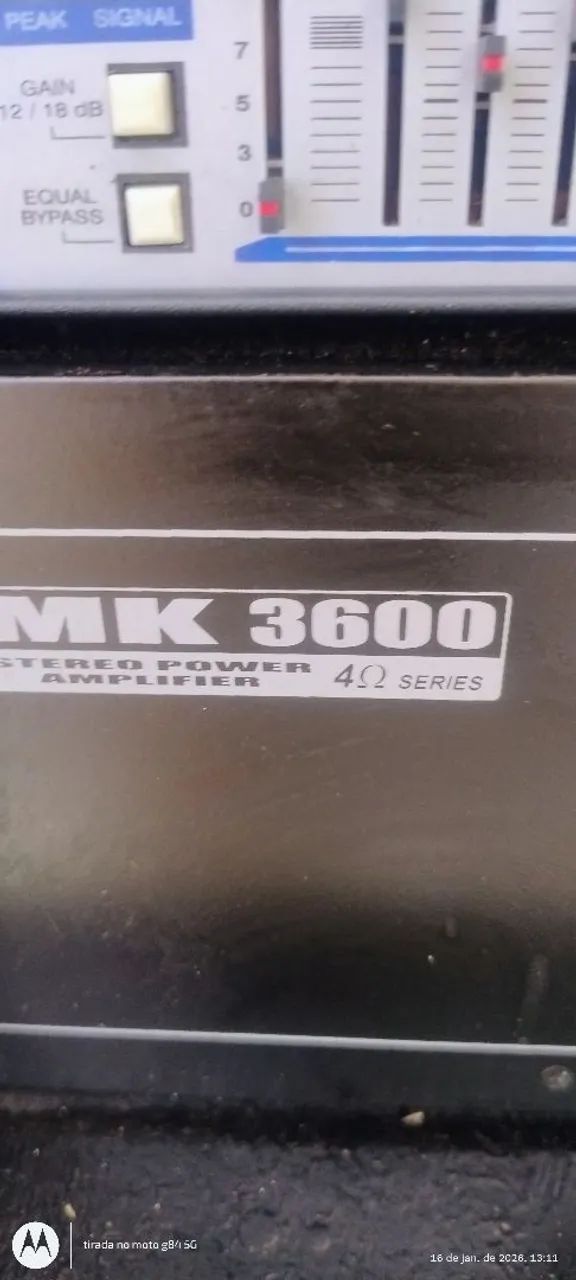 PEAK SIGNAL
7
GAIN
12 / 18 dB
5
3
EQUAL
BYPASS
0
MK 3600
STEREO POWER
AMPLIFIER
4Ω SERIES
tirada no moto g84 5G
16 de jan. de 2026, 13:11